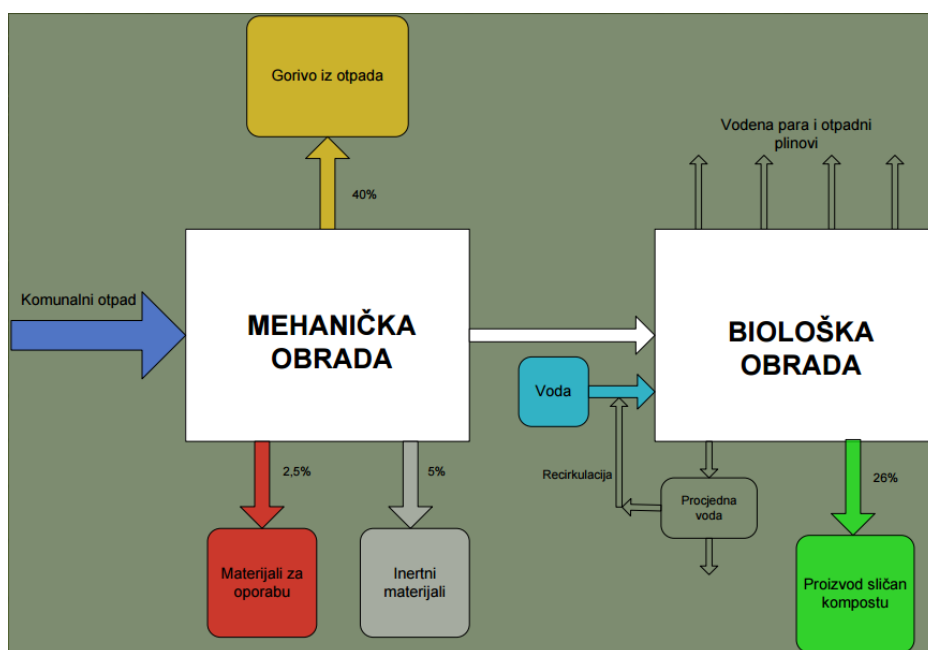 Gorivo iz otpada
Vodena para i otpadni
plinovi
40%
Komunalni otpad
MEHANIČKA
OBRADA
BIOLOŠKA
OBRADA
Voda
2,5%
5%
Recirkulacija
26%
Procjedna
voda
Materijali za
oporabu
Inertni
materijali
Proizvod sličan
kompostu